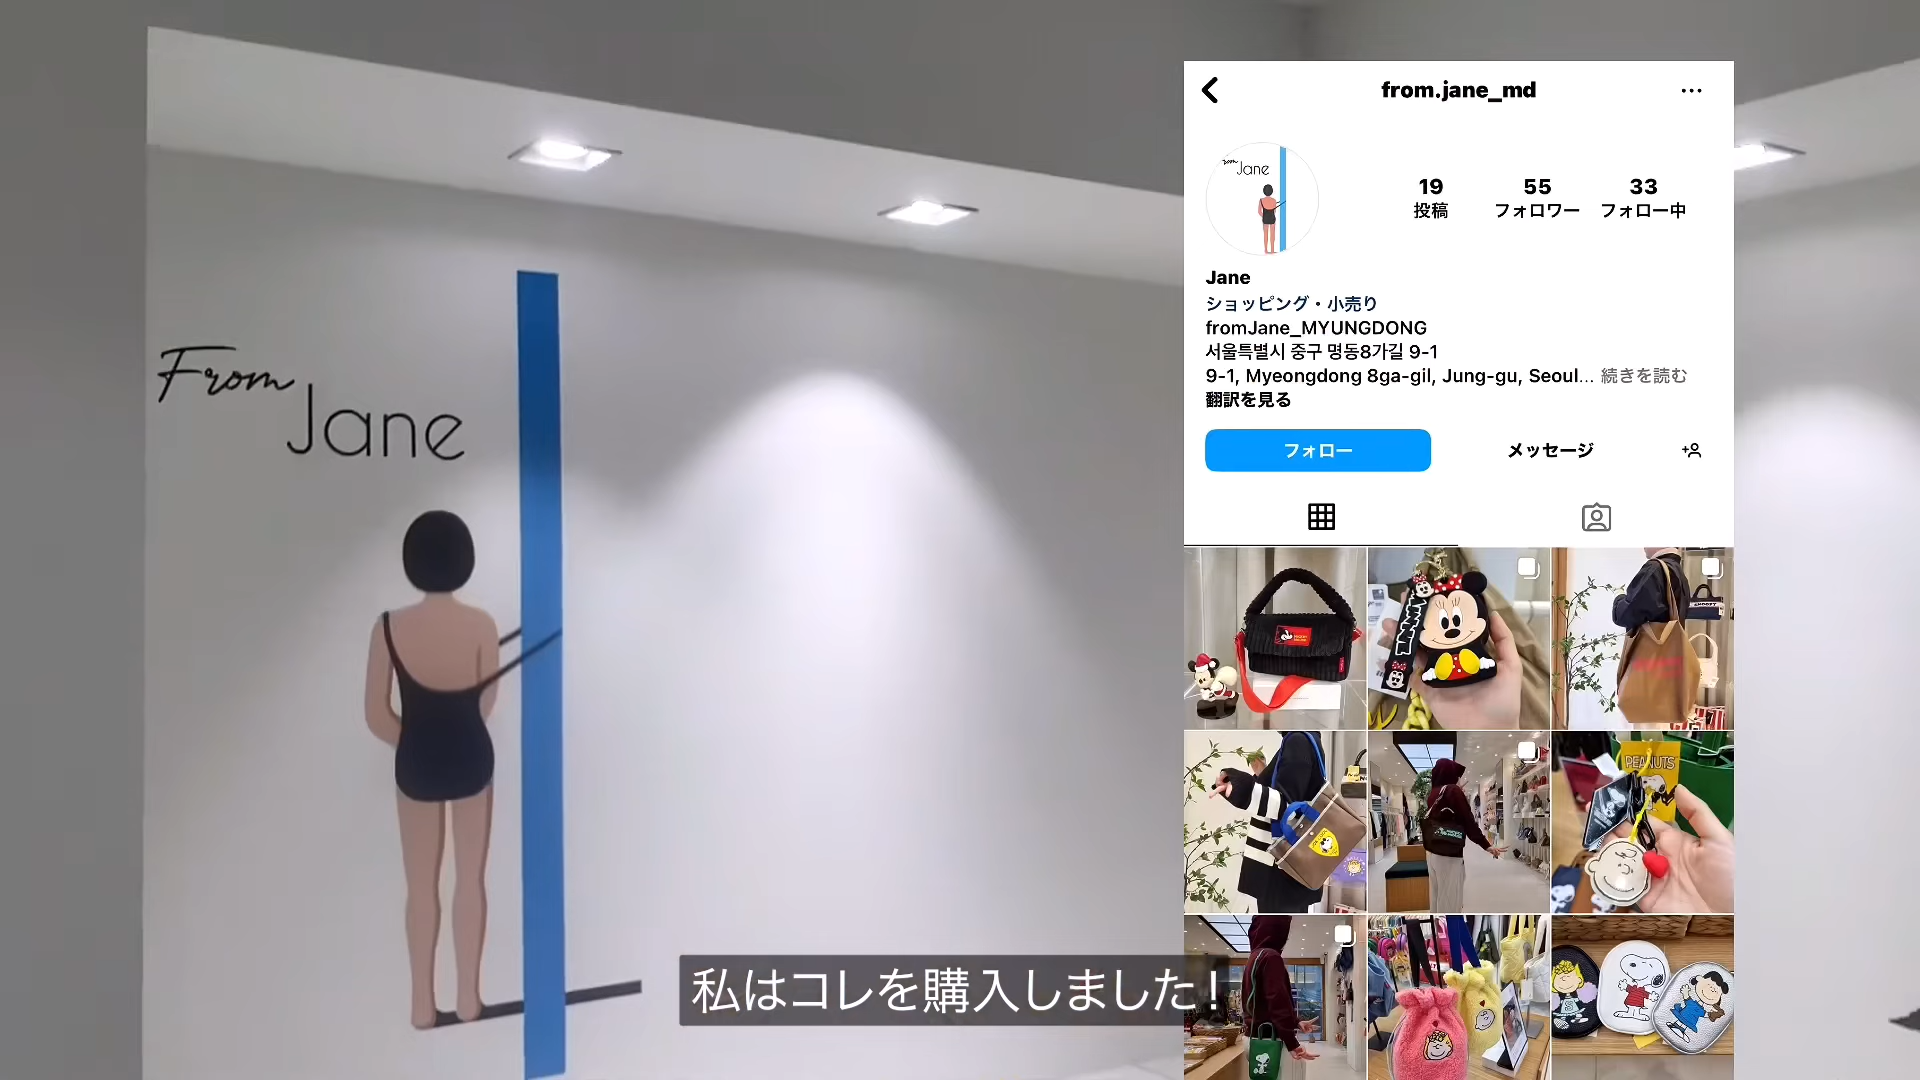 From
Jane
from.jane_md
Jane
19
投稿
55
フォロワー
33
フォロー中
Jane
ショッピング・小売り
fromJane_MYUNGDONG
서울특별시 중구 명동8가길 9-1
9-1, Myeongdong 8ga-gil, Jung-gu, Seoul... 続きを読む
翻訳を見る
フォロー
メッセージ
PEANUTS
私はコレを購入しました!